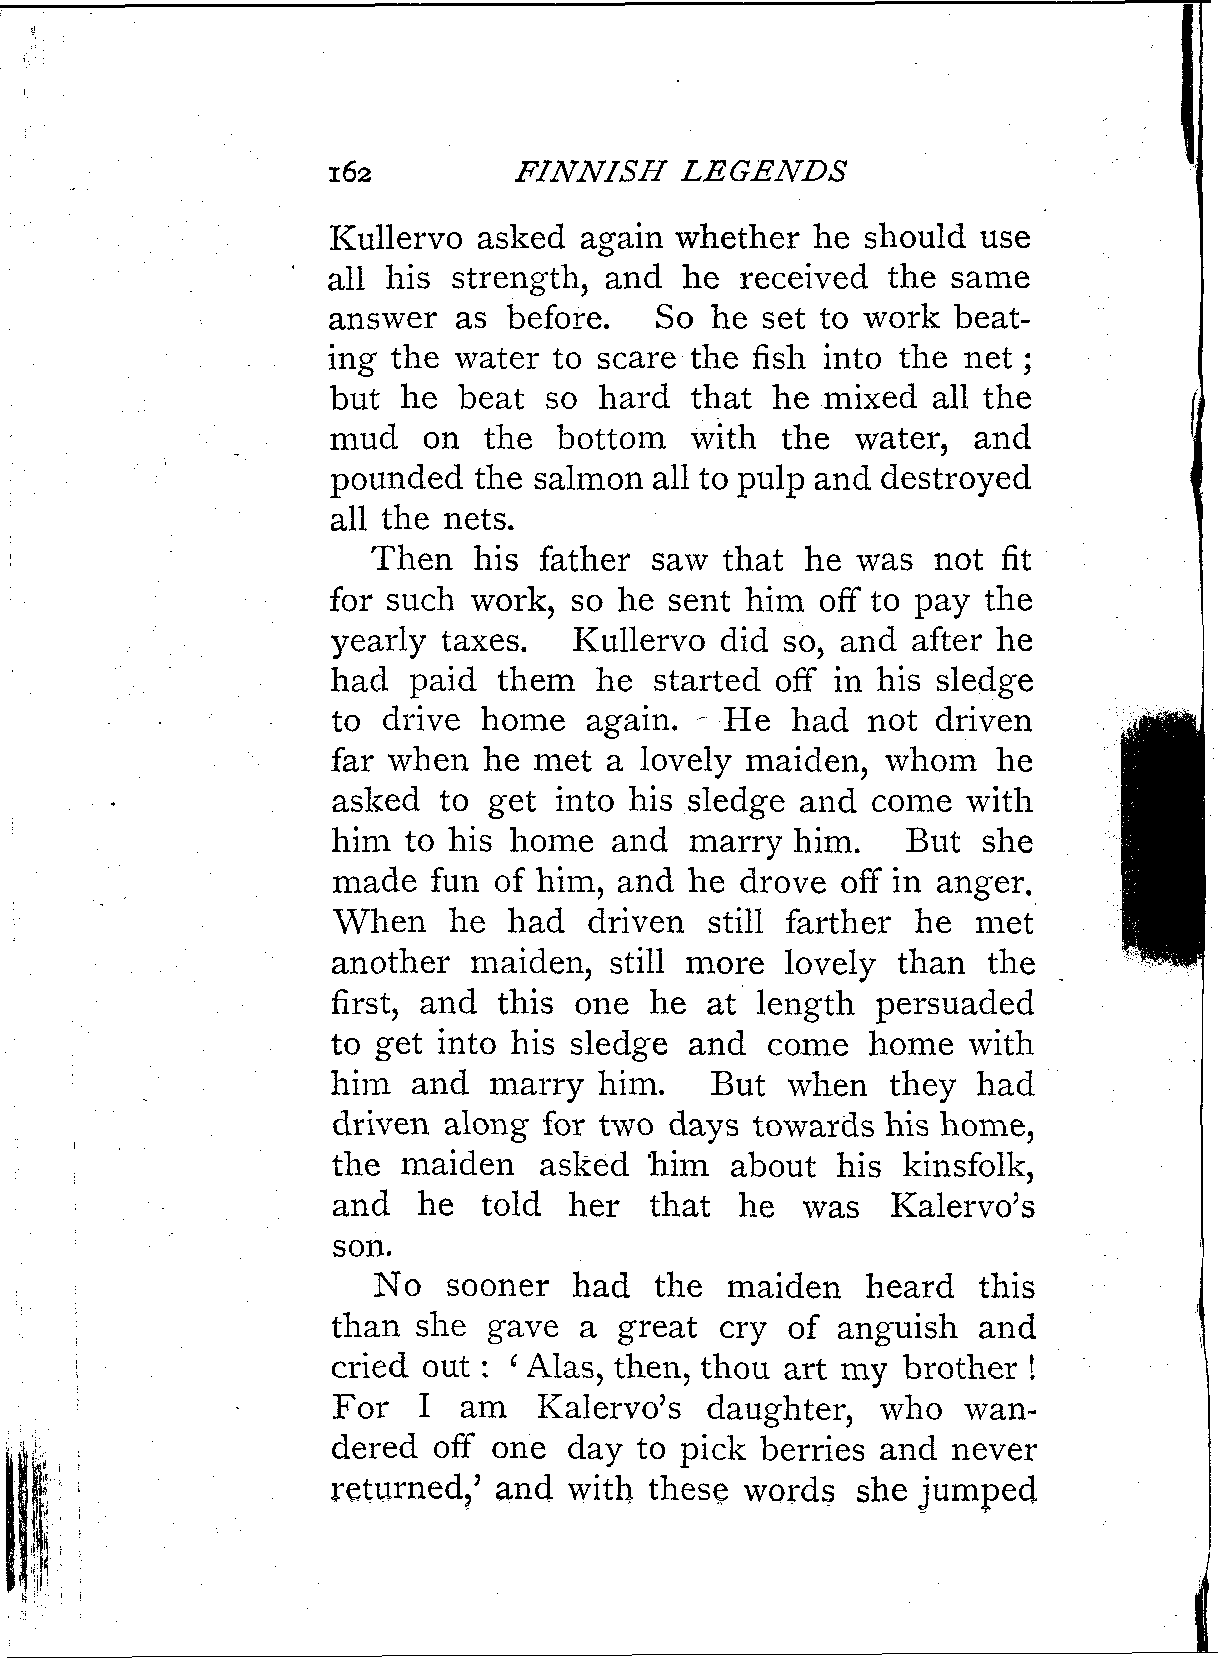 162 FINNISH LEGENDS
Kullervo asked again whether he should use
all his strength, and he received the same
answer as before. So he set to work beat-
ing the water to scare the fish into the net ;
but he beat so hard that he mixed all the
mud on the bottom with the water, and
pounded the salmon all to pulp and destroyed
all the nets.
Then his father saw that he was not fit
for such work, so he sent him off to pay the
yearly taxes. Kullervo did so, and after he
had paid them he started off in his sledge
to drive home again. He had not driven
far when he met a lovely maiden, whom he
asked to get into his sledge and come with
him to his home and marry him. But she
made fun of him, and he drove off in anger.
When he had driven still farther he met
another maiden, still more lovely than the
first, and this one he at length persuaded
to get into his sledge and come home with
him and marry him. But when they had
driven along for two days towards his home,
the maiden asked him about his kinsfolk,
and he told her that he was Kalervo's
son.
No sooner had the maiden heard this
than she gave a great cry of anguish and
cried out : ‘ Alas, then, thou art my brother !
For I am Kalervo's daughter, who wan-
dered off one day to pick berries and never
returned,’ and with these words she jumped